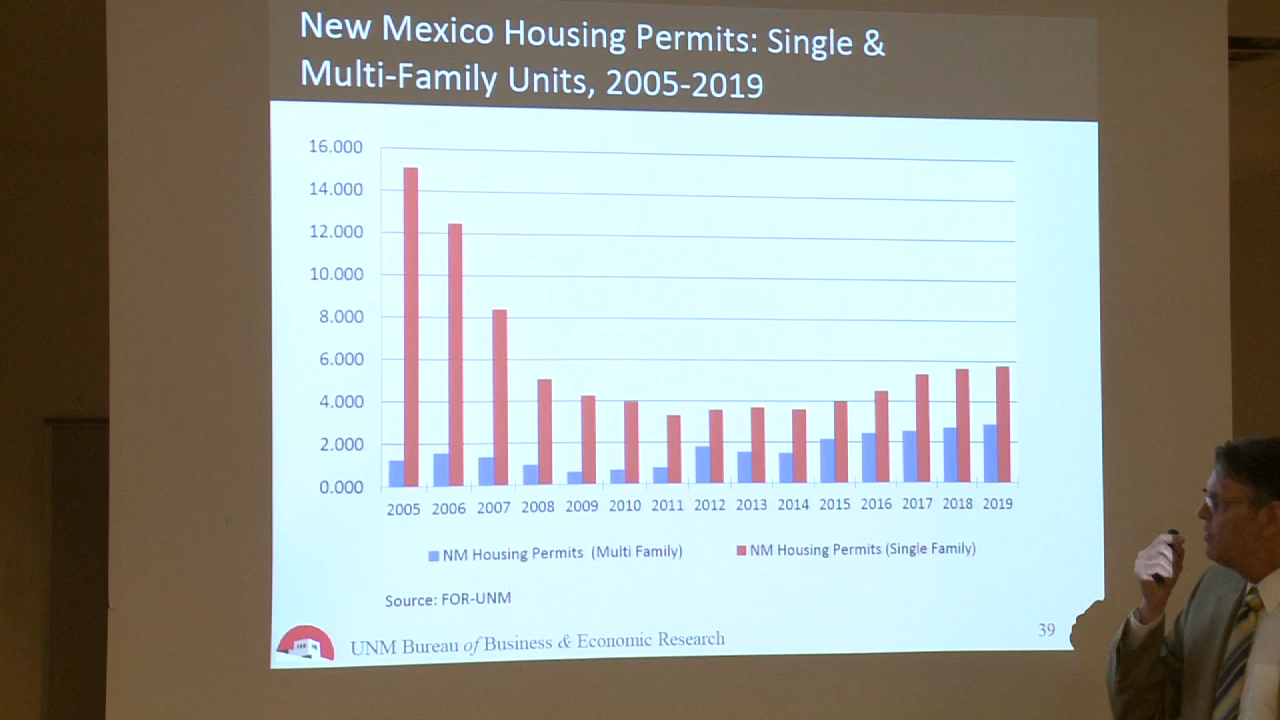 New Mexico Housing Permits: Single &
Multi-Family Units, 2005-2019
16.000
14.000
12.000
10.000
8.000
6.000
4.000
2.000
0.000
2005 2006 2007 2008 2009 2010 2011 2012 2013 2014 2015 2016 2017 2018 2019
NM Housing Permits (Multi Family) NM Housing Permits (Single Family)
Source: FOR-UNM
UNM Bureau of Business & Economic Research
39